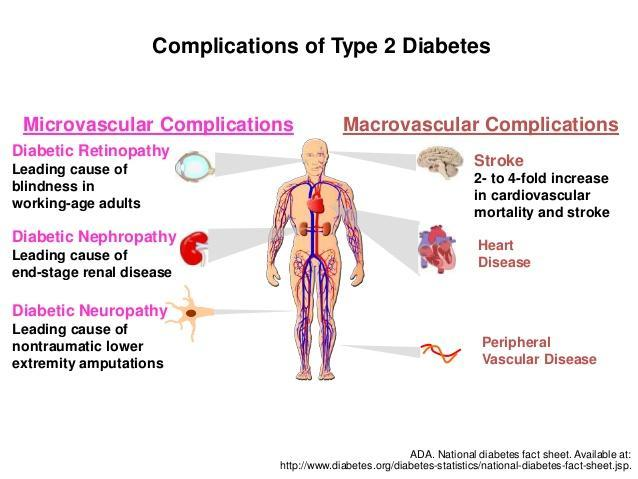 Complications of Type 2 Diabetes
Microvascular Complications
Diabetic Retinopathy
Leading cause of
blindness in
working-age adults
Diabetic Nephropathy
Leading cause of
end-stage renal disease
Diabetic Neuropathy
Leading cause of
nontraumatic lower
extremity amputations
Macrovascular Complications
Stroke
2- to 4-fold increase
in cardiovascular
mortality and stroke
Heart
Disease
Peripheral
Vascular Disease
ADA. National diabetes fact sheet. Available at:
http://www.diabetes.org/diabetes-statistics/national-diabetes-fact-sheet.jsp.